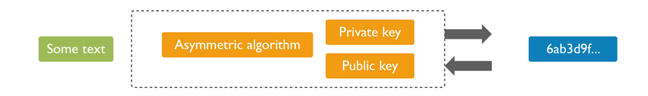 Some text
Asymmetric algorithm
Private key
Public key
6ab3d9f...